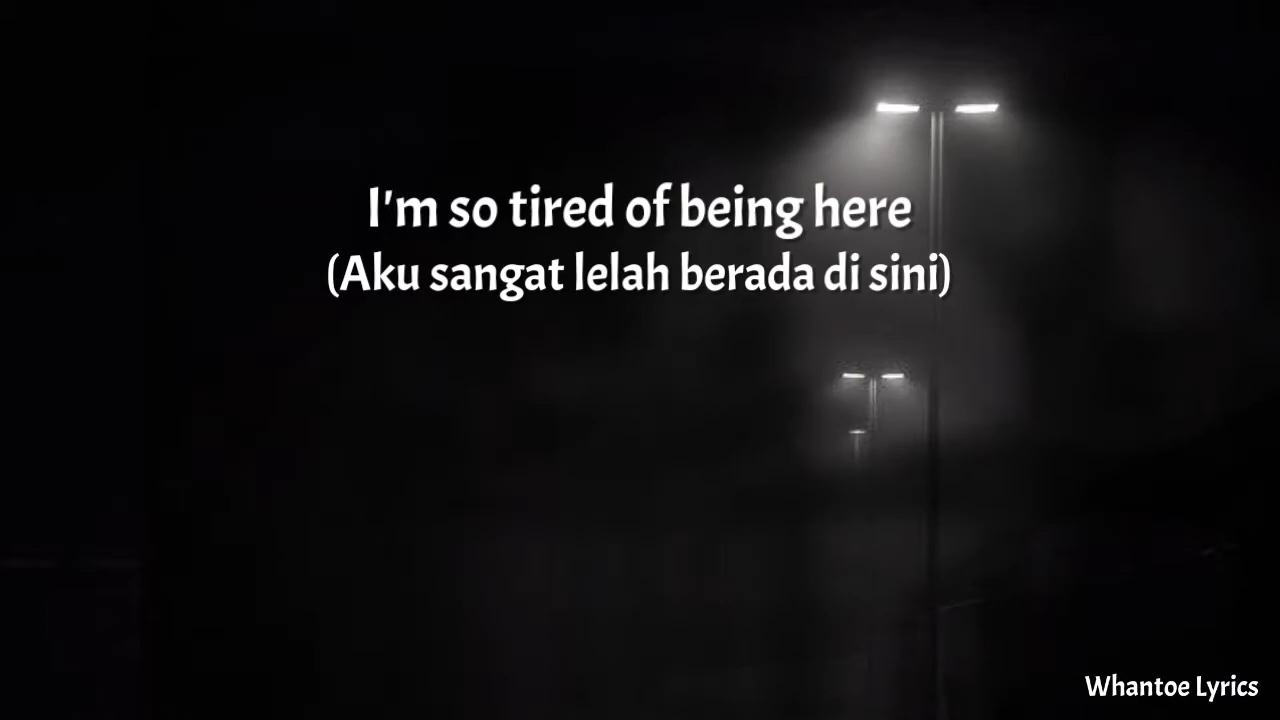 I'm so tired of being here
(Aku sangat lelah berada di sini)
Whantoe Lyrics